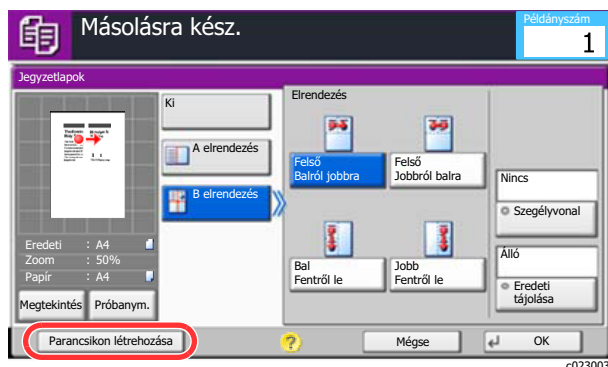 Másolásra kész.
Példányszám
1
Jegyzetlapok
Ki
A elrendezés
B elrendezés
Elrendezés
Felső
Balról jobbra
Felső
Jobbról balra
Bal
Fentről le
Jobb
Fentről le
Nincs
Szegélyvonal
Álló
Eredeti
tájolása
Eredeti : A4
Zoom : 50%
Papír : A4
Megtekintés
Próbanym.
Parancsikon létrehozása
?
Mégse
OK
c023003